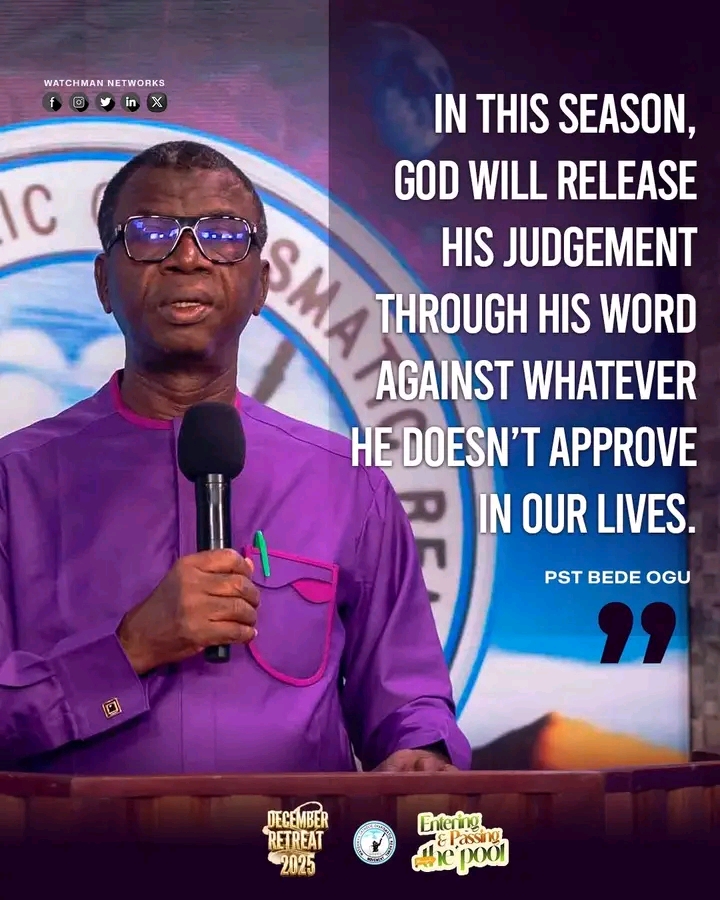 WATCHMAN NETWORKS
IN THIS SEASON,
GOD WILL RELEASE
HIS JUDGEMENT
THROUGH HIS WORD
AGAINST WHATEVER
HE DOESN'T APPROVE
IN OUR LIVES.
PST BEDE OGU
DECEMBER
RETREAT
2025
Entering
& Passing
the pool